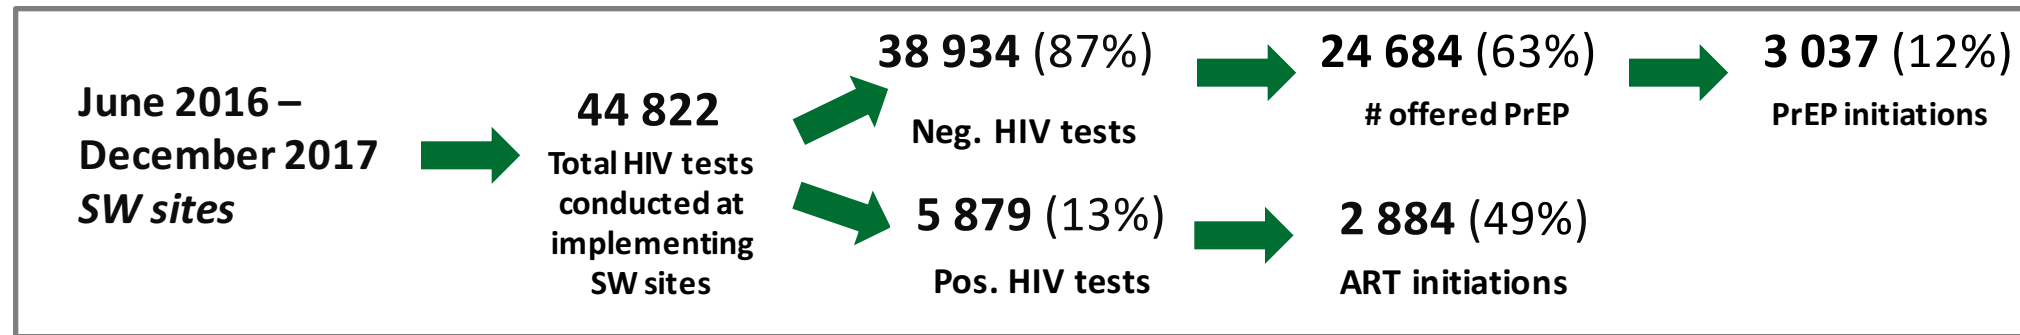 June 2016 –
December 2017
SW sites
44 822
Total HIV tests
conducted at
implementing
SW sites
38 934 (87%)
Neg. HIV tests
24 684 (63%)
# offered PrEP
3 037 (12%)
PrEP initiations
5 879 (13%)
Pos. HIV tests
2 884 (49%)
ART initiations